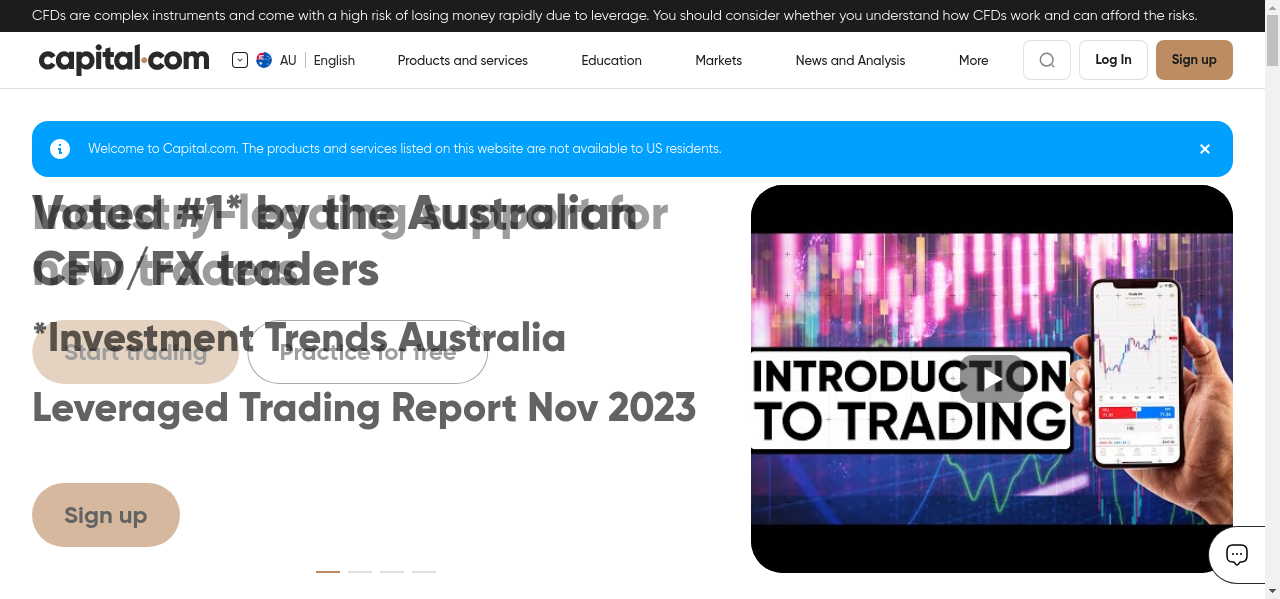 CFDs are complex instruments and come with a high risk of losing money rapidly due to leverage. You should consider whether you understand how CFDs work and can afford the risks.
capital.com AU English Products and services Education Markets News and Analysis More Log In Sign up
Welcome to Capital.com. The products and services listed on this website are not available to US residents.
Voted #1* by the Australian
CFD/FX traders
Industry-leading support for
new traders
*Investment Trends Australia
Start trading Practice for free
Leveraged Trading Report Nov 2023
Sign up
INTRODUCTION
TO TRADING